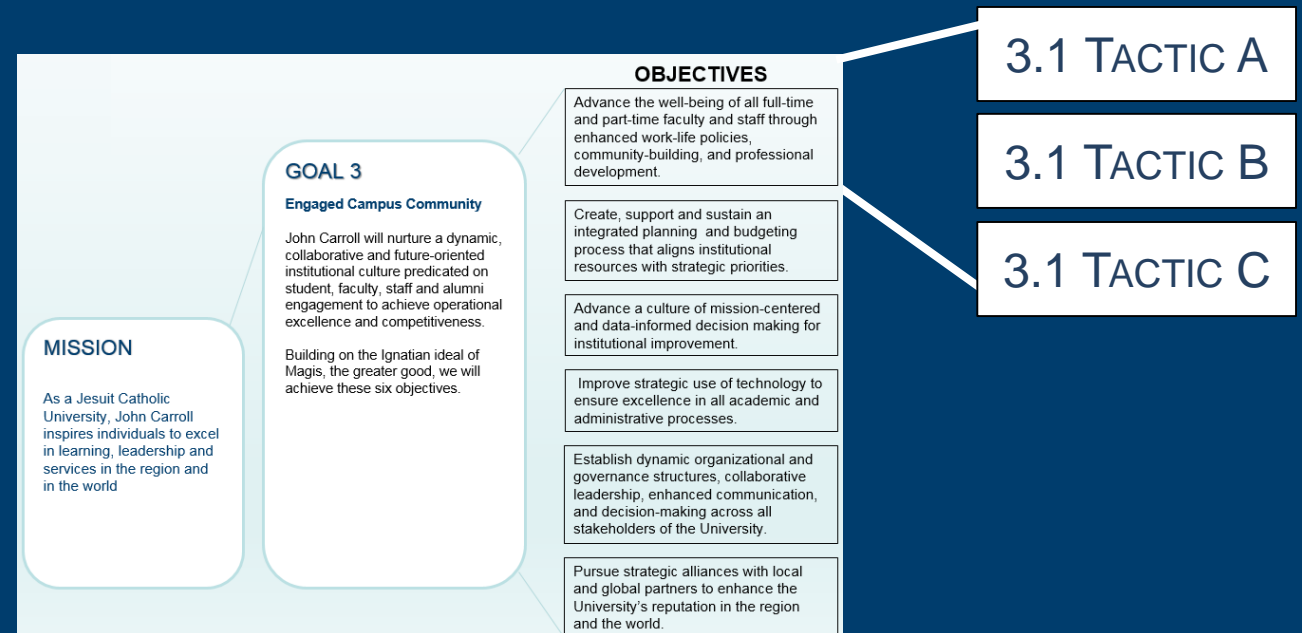 MISSION
As a Jesuit Catholic
University, John Carroll
inspires individuals to excel
in learning, leadership and
services in the region and
in the world
GOAL 3
Engaged Campus Community
John Carroll will nurture a dynamic,
collaborative and future-oriented
institutional culture predicated on
student, faculty, staff and alumni
engagement to achieve operational
excellence and competitiveness.
Building on the Ignatian ideal of
Magis, the greater good, we will
achieve these six objectives.
OBJECTIVES
Advance the well-being of all full-time
and part-time faculty and staff through
enhanced work-life policies,
community-building, and professional
development.
Create, support and sustain an
integrated planning and budgeting
process that aligns institutional
resources with strategic priorities.
Advance a culture of mission-centered
and data-informed decision making for
institutional improvement.
Improve strategic use of technology to
ensure excellence in all academic and
administrative processes.
Establish dynamic organizational and
governance structures, collaborative
leadership, enhanced communication,
and decision-making across all
stakeholders of the University.
Pursue strategic alliances with local
and global partners to enhance the
University's reputation in the region
and the world.
3.1 TACTIC A
3.1 TACTIC B
3.1 TACTIC C